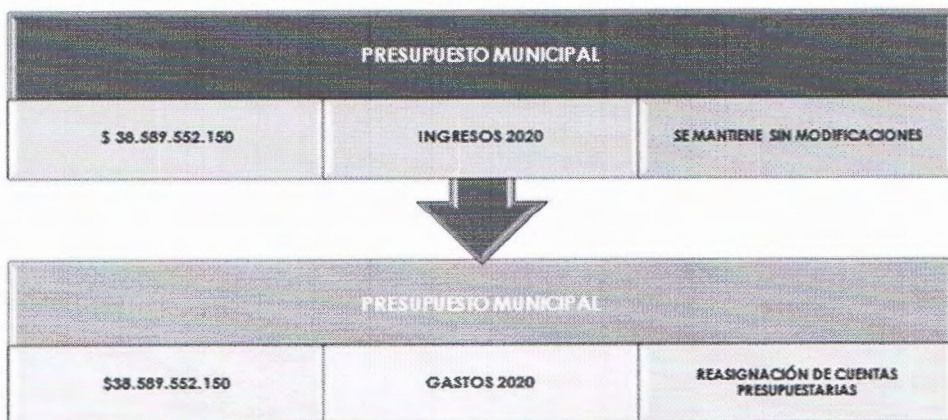 PRESUPUESTO MUNICIPAL
$ 38.589.552.150 INGRESOS 2020 SE MANTIENE SIN MODIFICACIONES
PRESUPUESTO MUNICIPAL
$38.589.552.150 GASTOS 2020 REASIGNACIÓN DE CUENTAS
PRESUPUESTARIAS